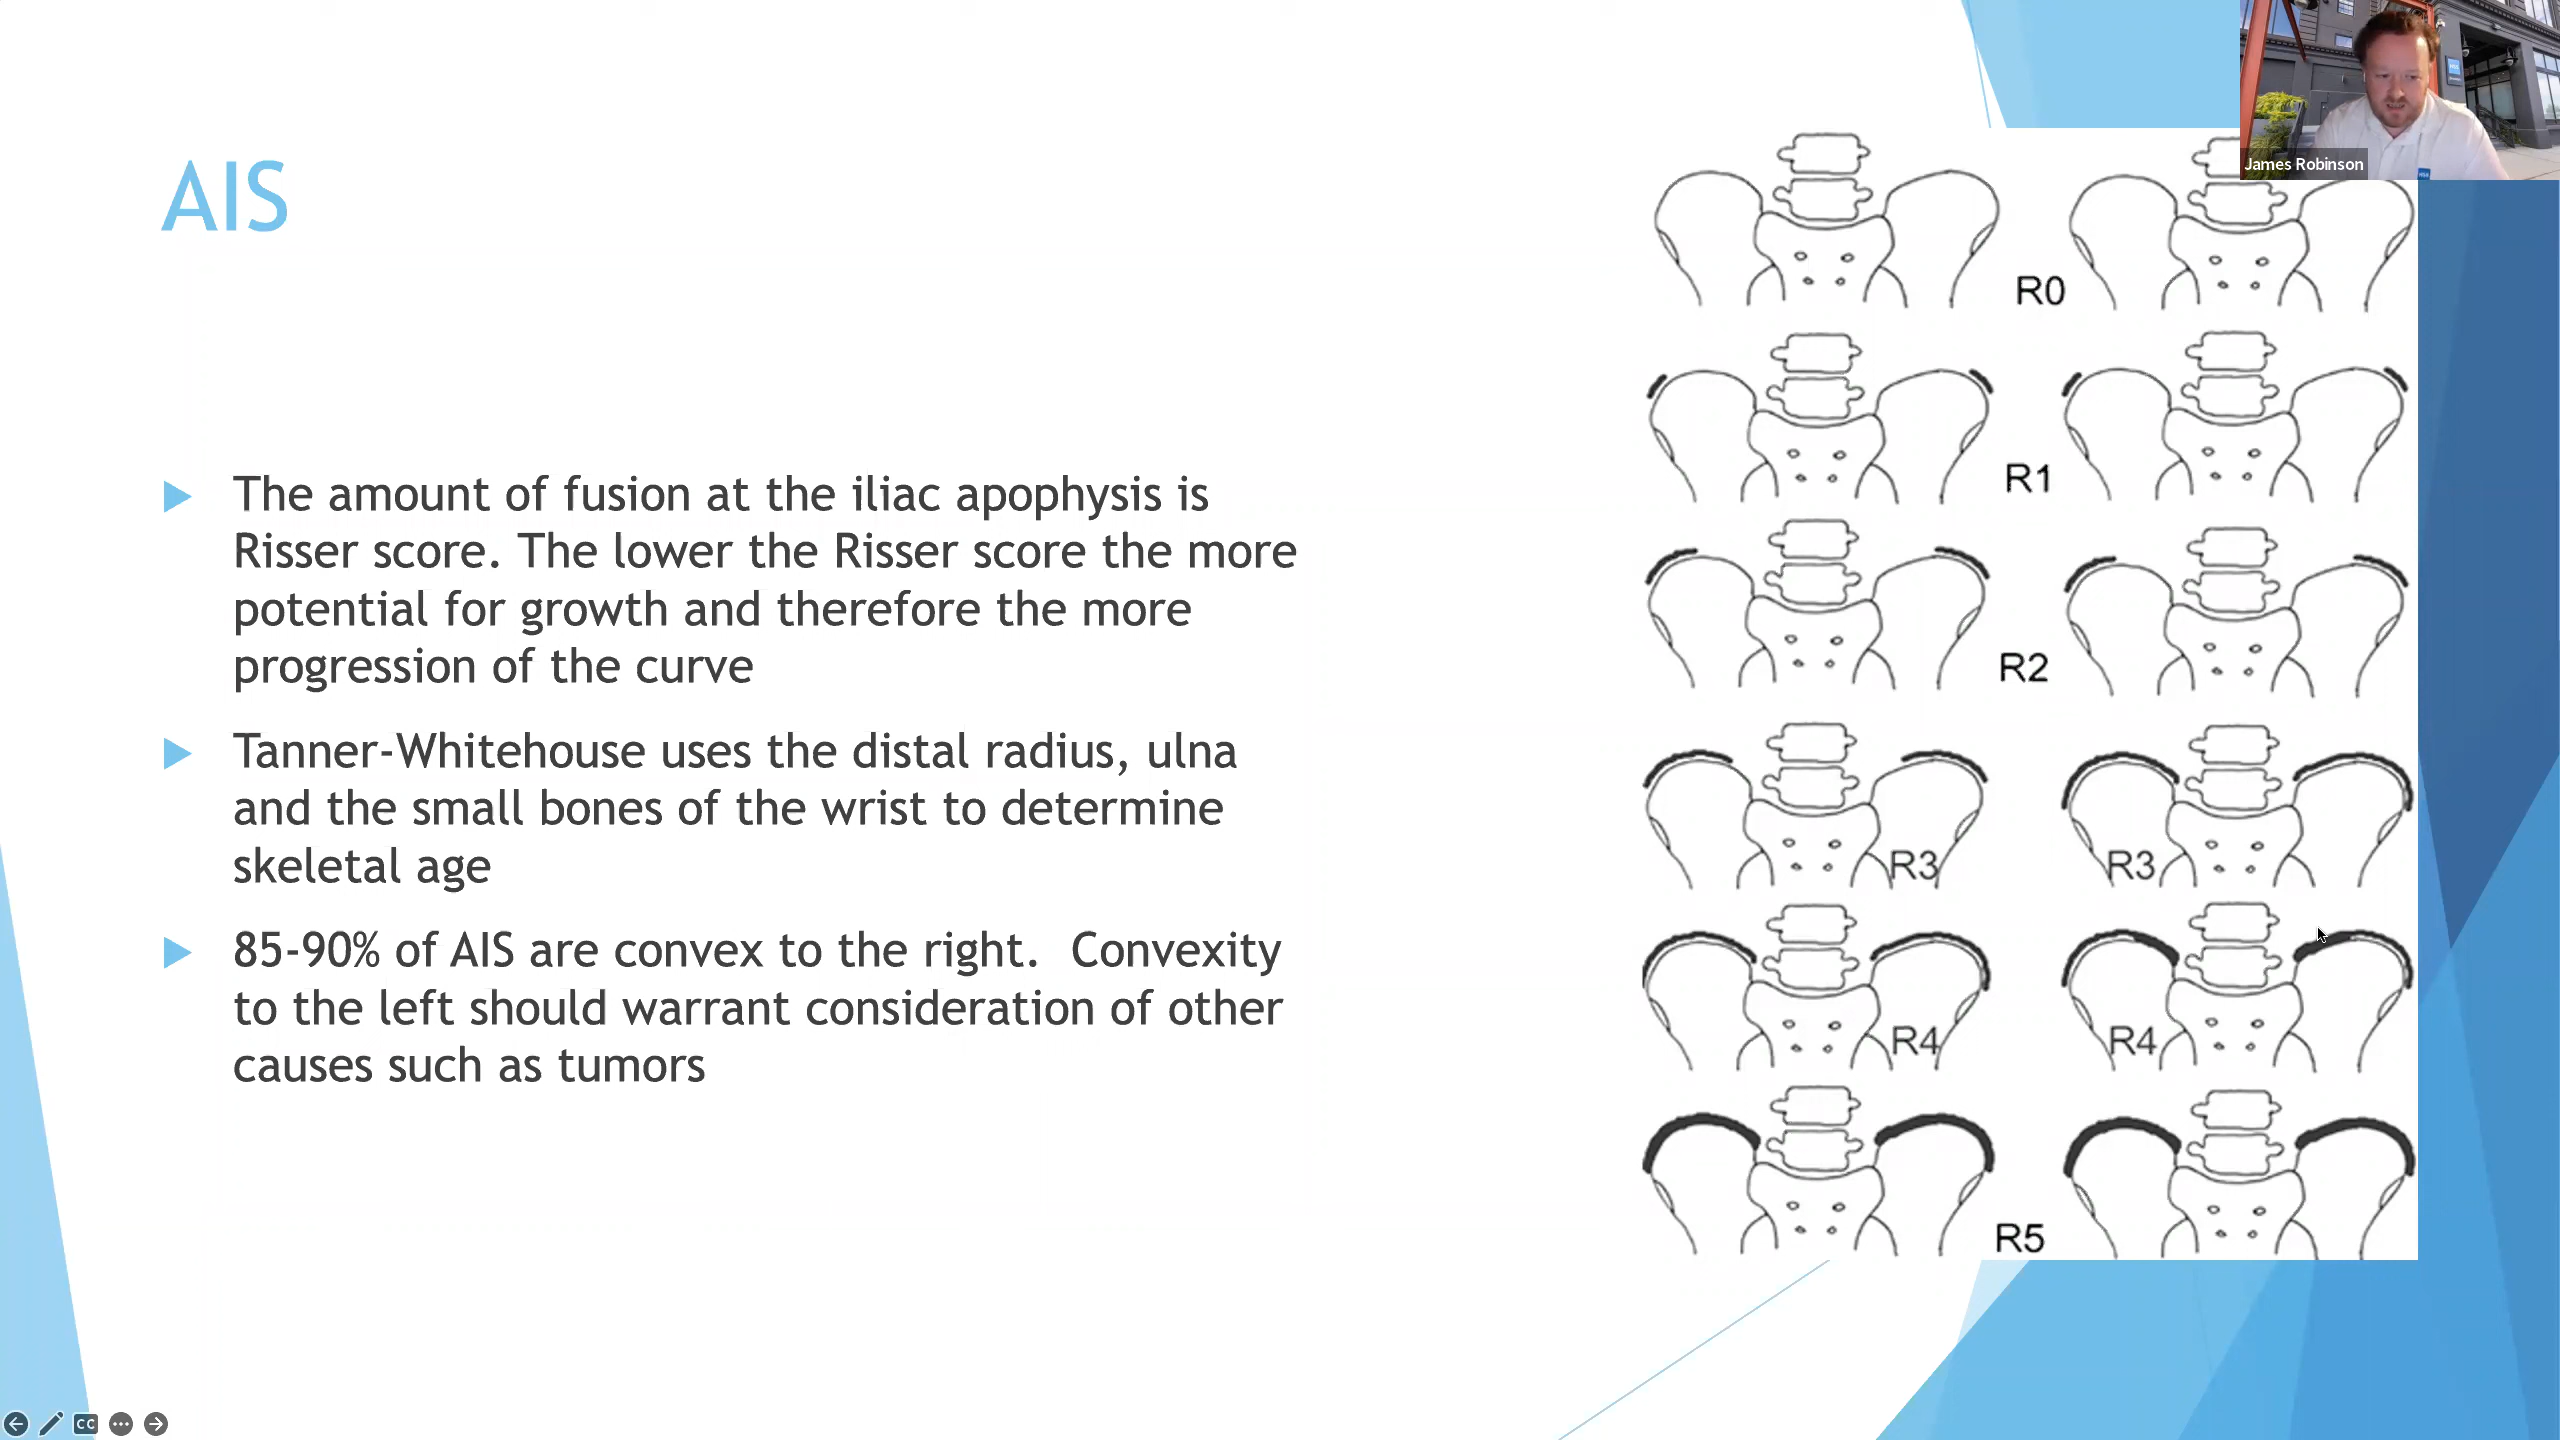 James Robinson
AIS
The amount of fusion at the iliac apophysis is
Risser score. The lower the Risser score the more
potential for growth and therefore the more
progression of the curve
Tanner-Whitehouse uses the distal radius, ulna
and the small bones of the wrist to determine
skeletal age
85-90% of AIS are convex to the right.  Convexity
to the left should warrant consideration of other
causes such as tumors
R0
R1
R2
R3 R3
R4 R4
R5
CC